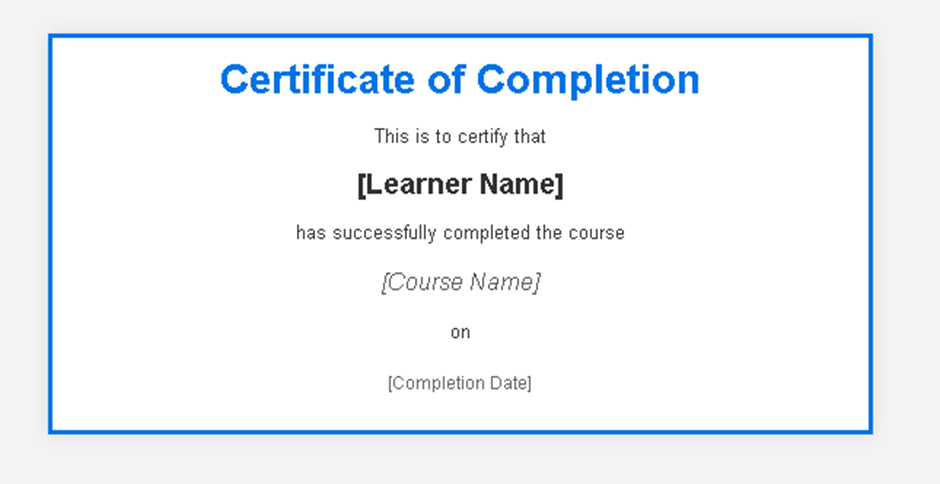 Certificate of Completion
This is to certify that
[Learner Name]
has successfully completed the course
[Course Name]
on
[Completion Date]